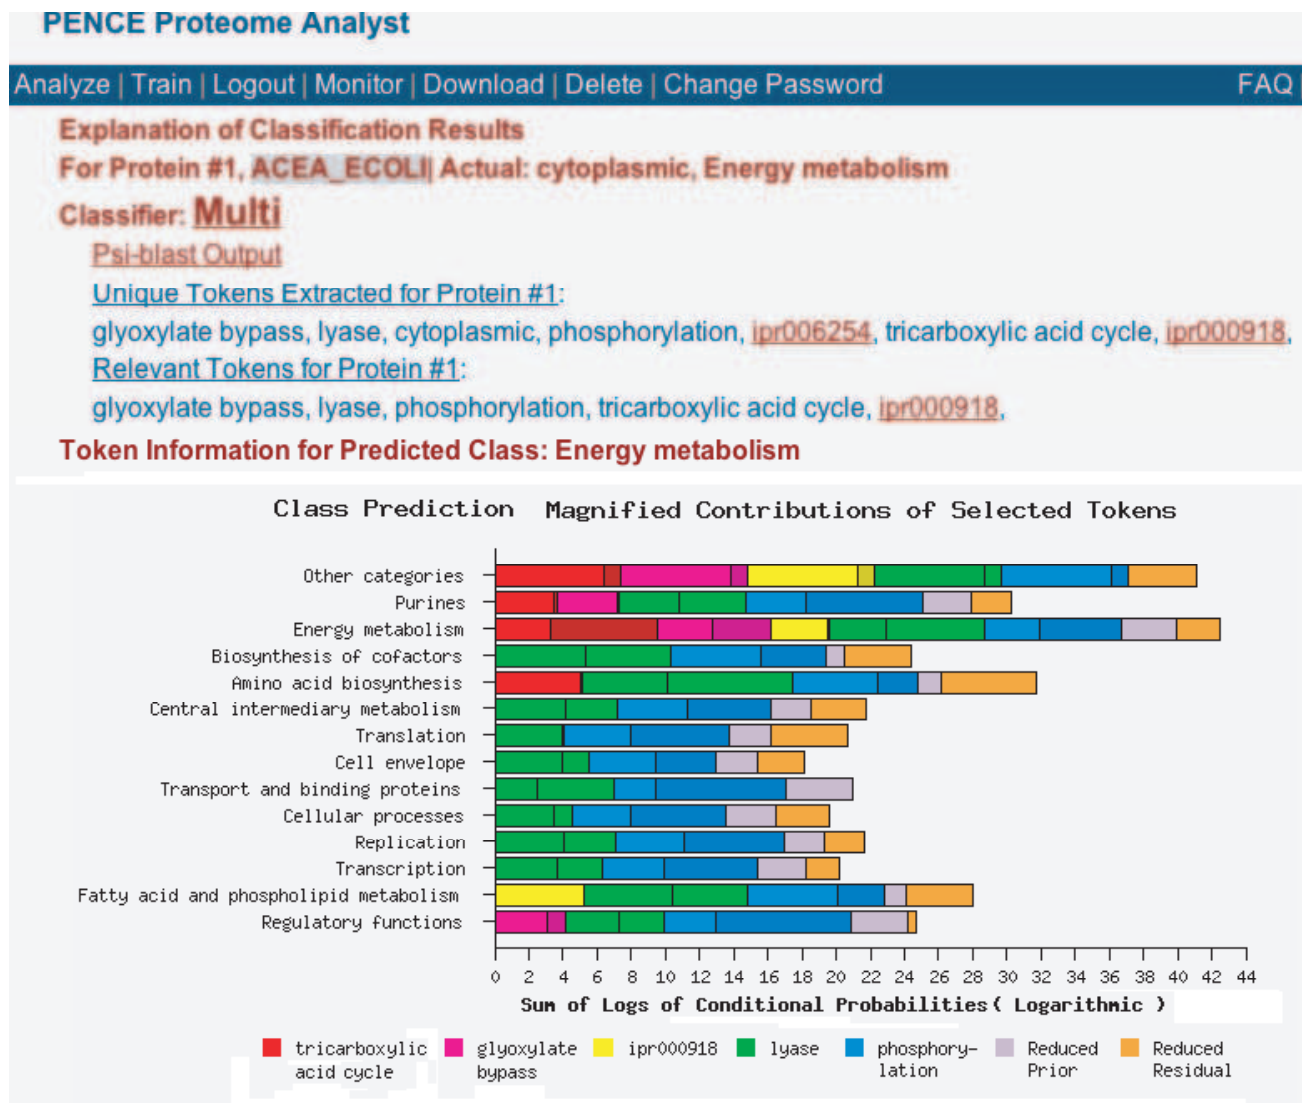 PENCE Proteome Analyst
Analyze | Train | Logout | Monitor | Download | Delete | Change Password FAQ |
Explanation of Classification Results
For Protein #1, ACEA_ECOLI| Actual: cytoplasmic, Energy metabolism
Classifier: Multi
Psi-blast Output
Unique Tokens Extracted for Protein #1:
glyoxylate bypass, lyase, cytoplasmic, phosphorylation, ipr006254, tricarboxylic acid cycle, ipr000918,
Relevant Tokens for Protein #1:
glyoxylate bypass, lyase, phosphorylation, tricarboxylic acid cycle, ipr000918,
Token Information for Predicted Class: Energy metabolism
Class Prediction Magnified Contributions of Selected Tokens
Other categories
Purines
Energy metabolism
Biosynthesis of cofactors
Amino acid biosynthesis
Central intermediary metabolism
Translation
Cell envelope
Transport and binding proteins
Cellular processes
Replication
Transcription
Fatty acid and phospholipid metabolism
Regulatory functions
0 2 4 6 8 10 12 14 16 18 20 22 24 26 28 30 32 34 36 38 40 42 44
Sum of Logs of Conditional Probabilities( Logarithmic )
tricarboxylic glyoxylate ipr000918 lyase phosphory- Reduced Reduced
acid cycle bypass lation Prior Residual